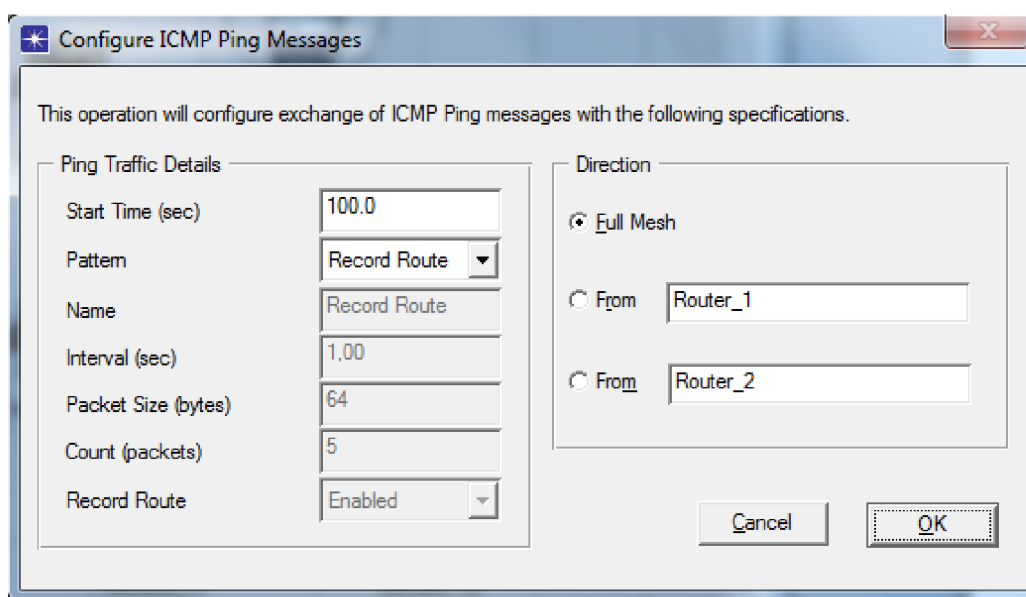 Configure ICMP Ping Messages
This operation will configure exchange of ICMP Ping messages with the following specifications.
Ping Traffic Details
Start Time (sec) 100.0
Pattern Record Route
Name Record Route
Interval (sec) 1,00
Packet Size (bytes) 64
Count (packets) 5
Record Route Enabled
Direction
Full Mesh
From Router_1
From Router_2
Cancel OK